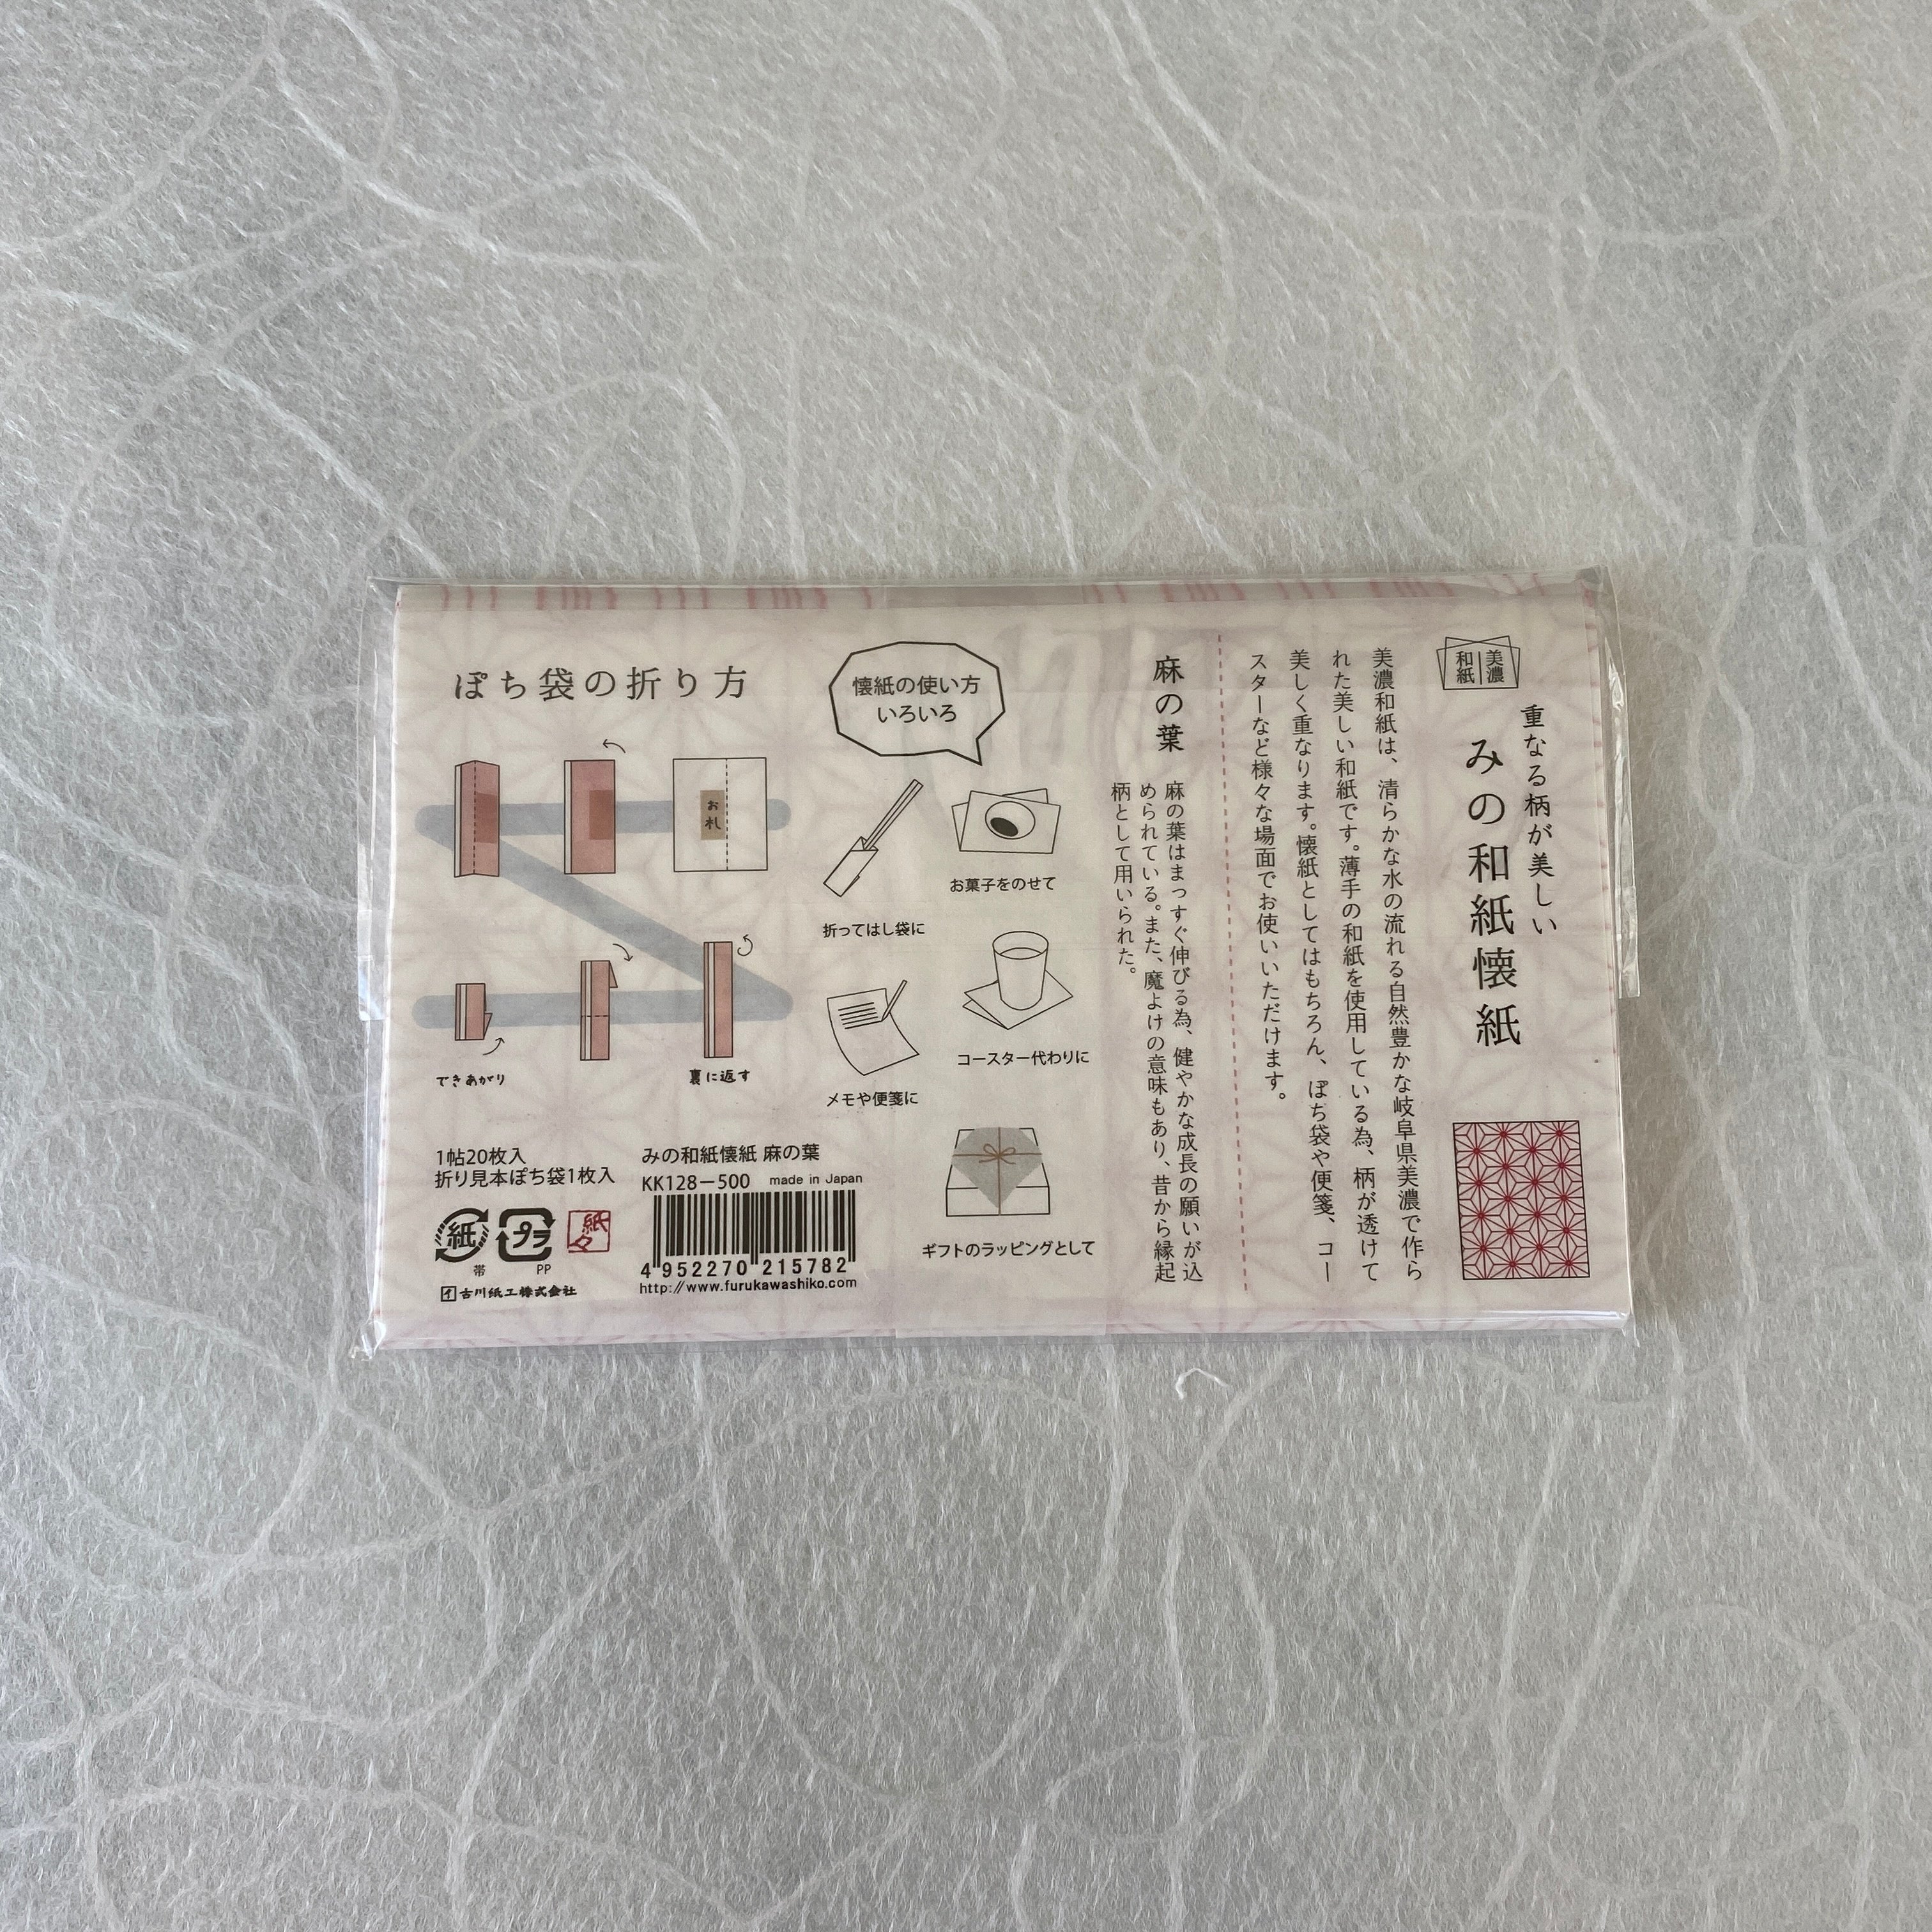 美濃
和紙
重なる柄が美しい
みの和紙懐紙
美濃和紙は、清らかな水の流れる自然豊かな岐阜県美濃で作ら
れた美しい和紙です。薄手の和紙を使用している為、柄が透けて
美しく重なります。懐紙としてはもちろん、ぽち袋や便箋、コー
スターなど様々な場面でお使いいただけます。
麻の葉
麻の葉はまっすぐ伸びる為、健やかな成長の願いが込
められている。また、魔よけの意味もあり、昔から縁起
柄として用いられた。
懐紙の使い方
いろいろ
お菓子をのせて
折ってはし袋に
コースター代わりに
メモや便箋に
ギフトのラッピングとして
ぽち袋の折り方
お札
裏に返す
できあがり
1帖20枚入
折り見本ぽち袋1枚入
紙
帯
プラ
PP
紙々
古川紙工株式会社
みの和紙懐紙 麻の葉
KK128-500 made in Japan
4 952270 215782
http://www.furukawashiko.com